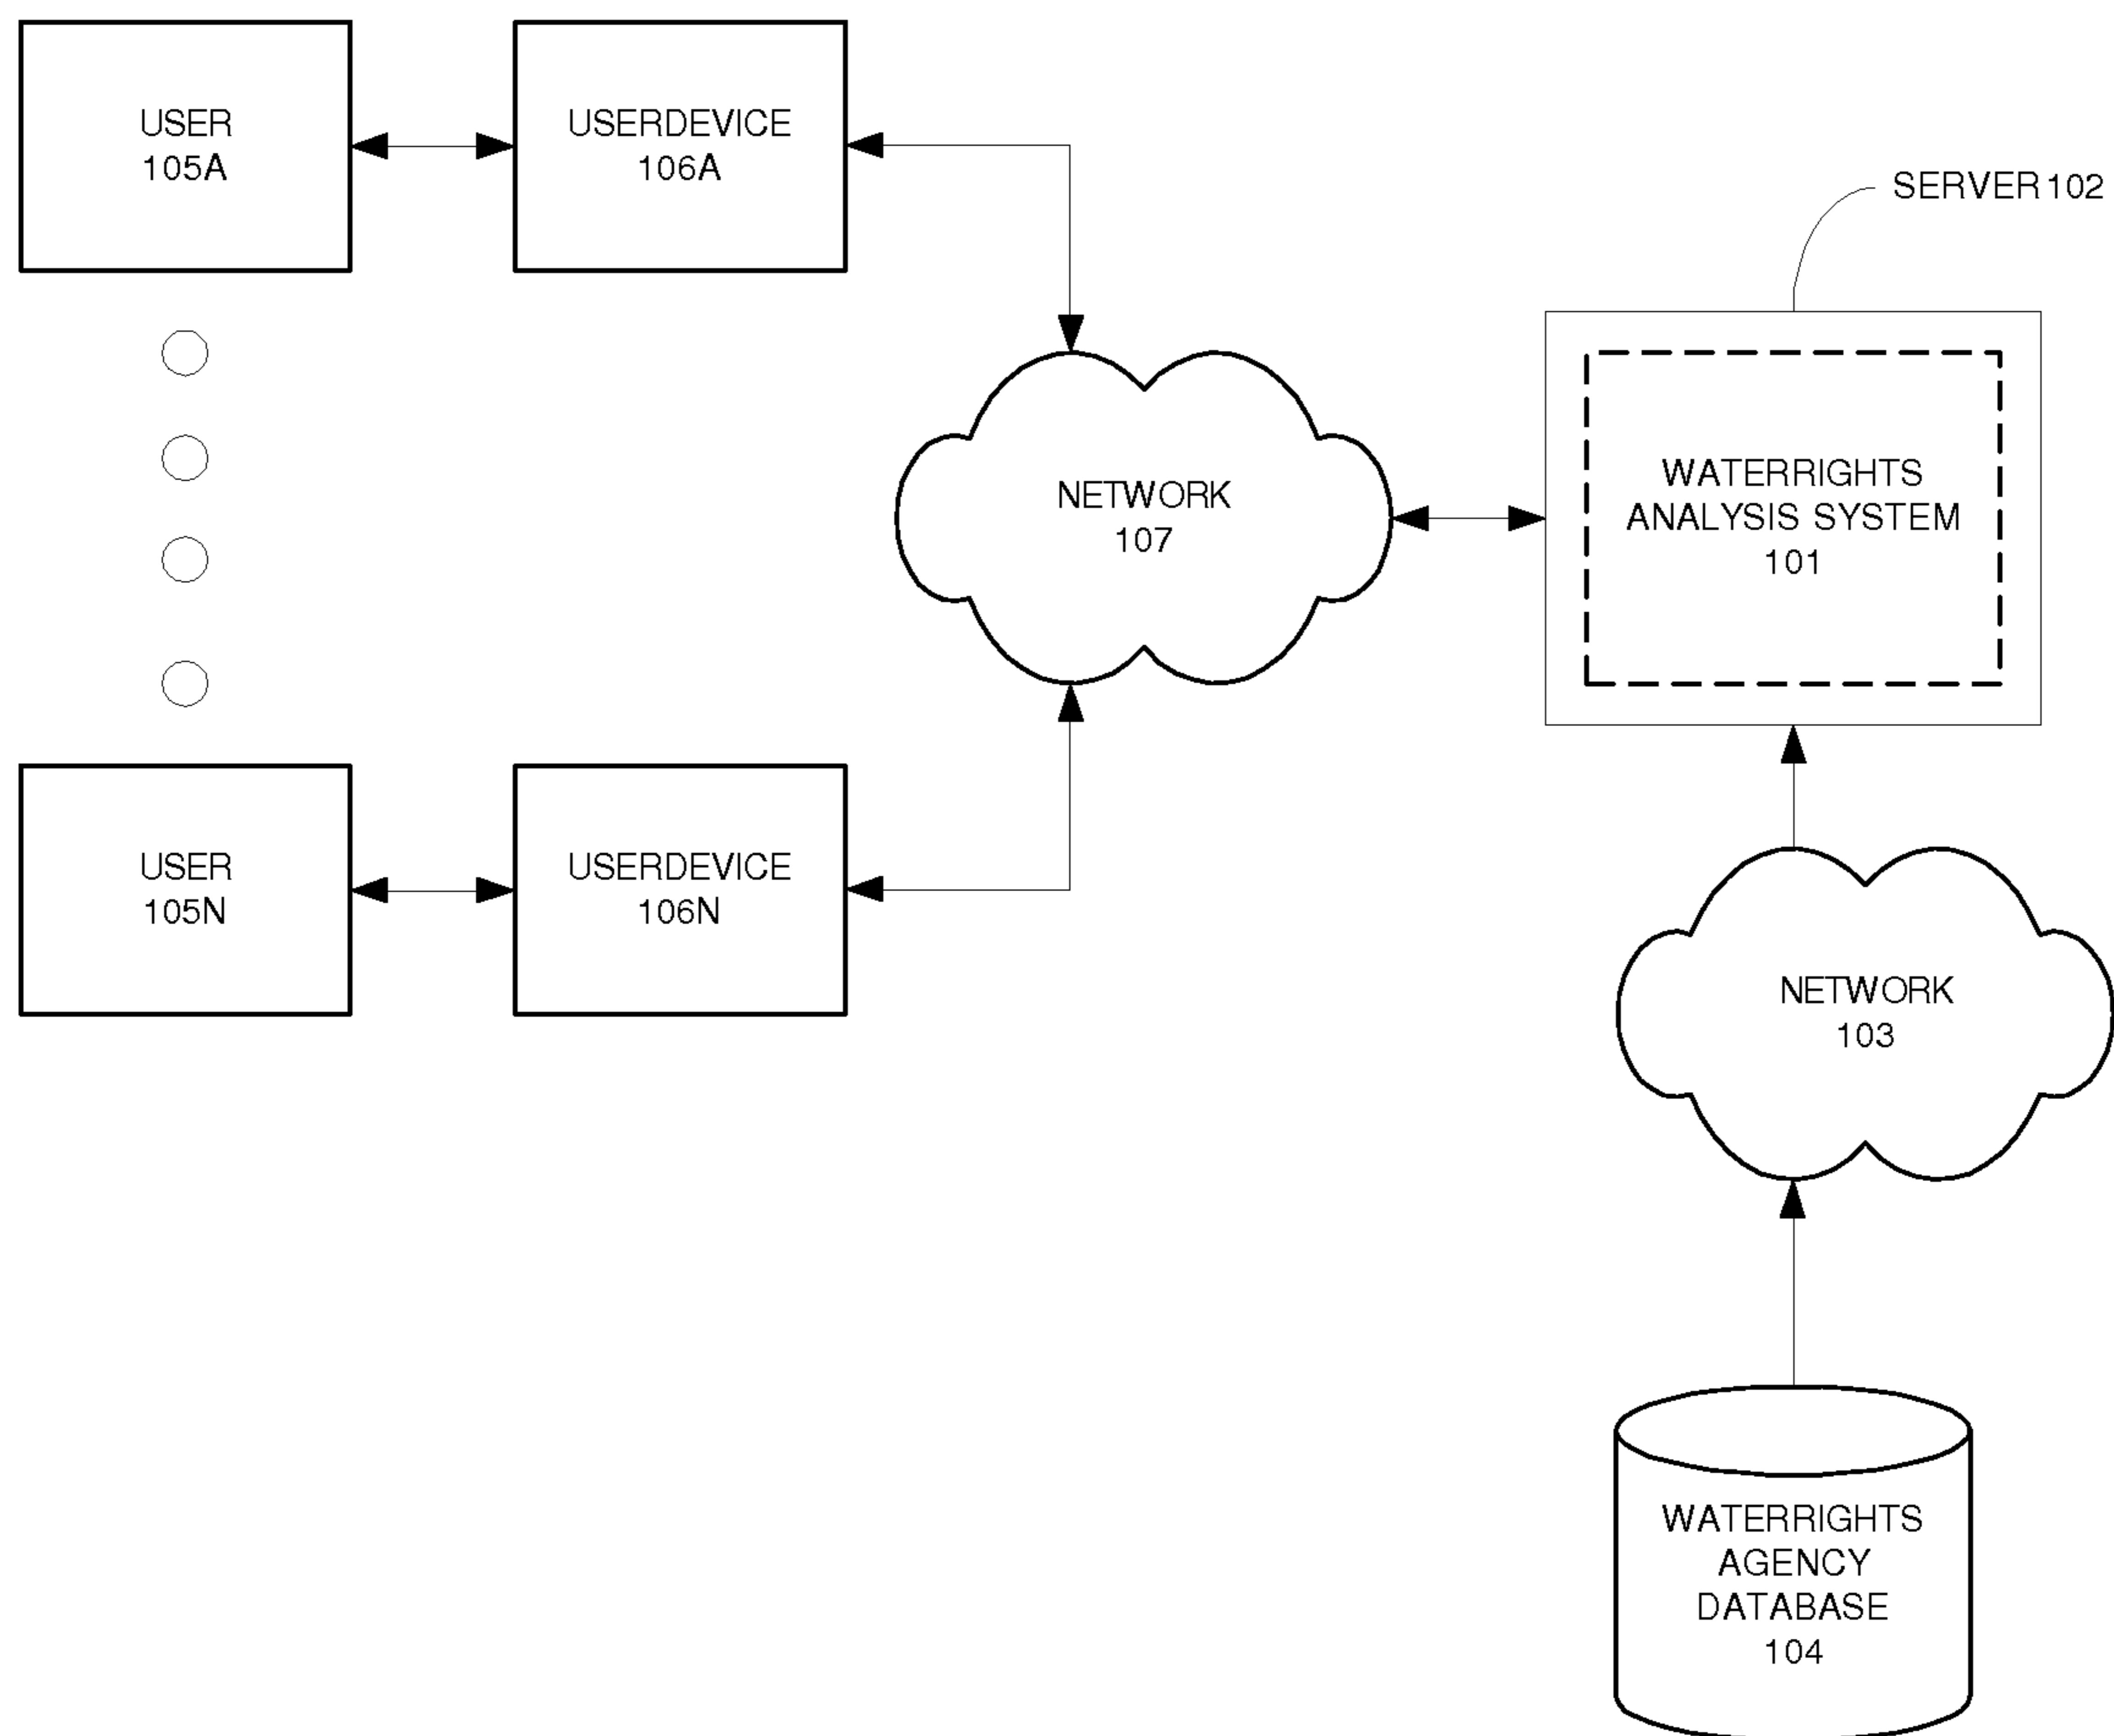 USER
105A
USERDEVICE
106A
SERVER 102
NETWORK
107
WATERRIGHTS
ANALYSIS SYSTEM
101
USER
105N
USERDEVICE
106N
NETWORK
103
WATERRIGHTS
AGENCY
DATABASE
104